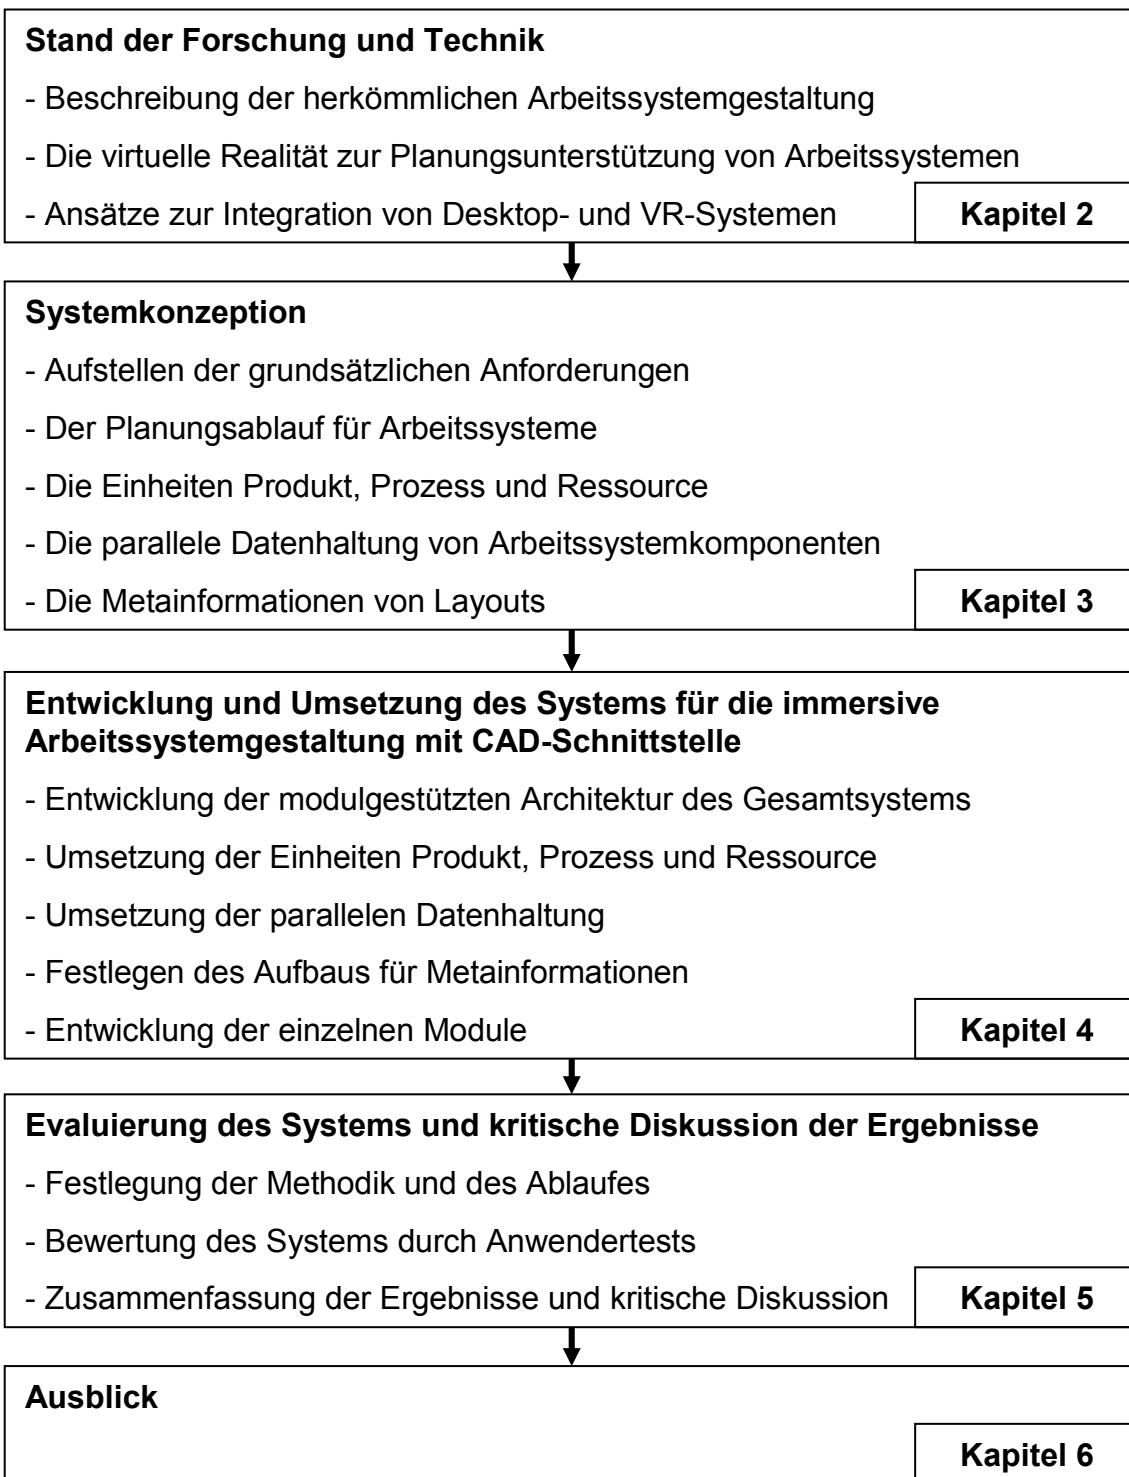 Stand der Forschung und Technik
- Beschreibung der herkömmlichen Arbeitssystemgestaltung
- Die virtuelle Realität zur Planungsunterstützung von Arbeitssystemen
- Ansätze zur Integration von Desktop- und VR-Systemen
Kapitel 2
Systemkonzeption
- Aufstellen der grundsätzlichen Anforderungen
- Der Planungsablauf für Arbeitssysteme
- Die Einheiten Produkt, Prozess und Ressource
- Die parallele Datenhaltung von Arbeitssystemkomponenten
- Die Metainformationen von Layouts
Kapitel 3
Entwicklung und Umsetzung des Systems für die immersive
Arbeitssystemgestaltung mit CAD-Schnittstelle
- Entwicklung der modulgestützten Architektur des Gesamtsystems
- Umsetzung der Einheiten Produkt, Prozess und Ressource
- Umsetzung der parallelen Datenhaltung
- Festlegen des Aufbaus für Metainformationen
- Entwicklung der einzelnen Module
Kapitel 4
Evaluierung des Systems und kritische Diskussion der Ergebnisse
- Festlegung der Methodik und des Ablaufes
- Bewertung des Systems durch Anwendertests
- Zusammenfassung der Ergebnisse und kritische Diskussion
Kapitel 5
Ausblick
Kapitel 6